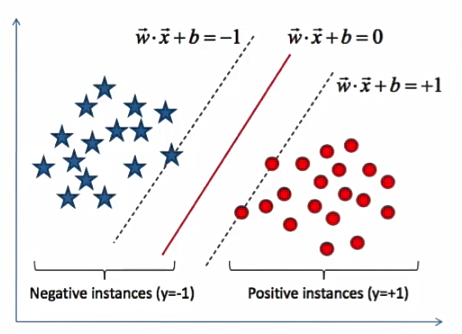 w⃗·x⃗+b=-1
w⃗·x⃗+b=0
w⃗·x⃗+b=+1
Negative instances (y=-1)
Positive instances (y=+1)